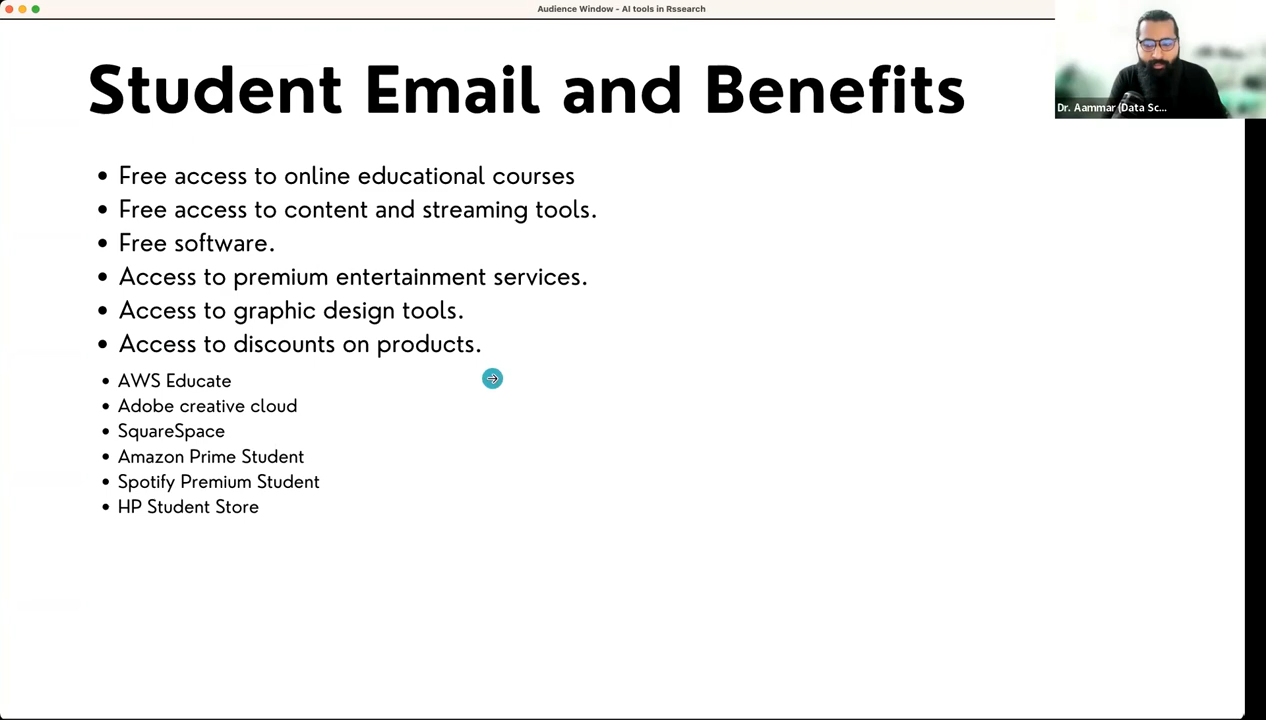 Audience Window - AI tools in Rssearch
Student Email and Benefits
Dr. Aammar (Data Sc...
• Free access to online educational courses
• Free access to content and streaming tools.
• Free software.
• Access to premium entertainment services.
• Access to graphic design tools.
• Access to discounts on products.
• AWS Educate
• Adobe creative cloud
• SquareSpace
• Amazon Prime Student
• Spotify Premium Student
• HP Student Store